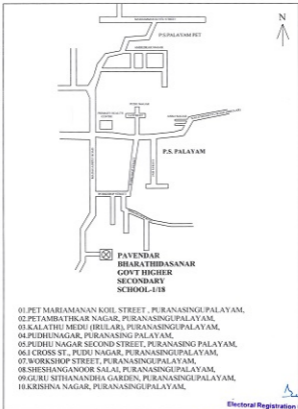 P.S.PALAYAM PET
N
P.S. PALAYAM
PAVENDAR
BHARATHIDASANAR
GOVT HIGHER
SECONDARY
SCHOOL-1/18
01.PET MARIAMANAN KOIL STREET , PURANASINGUPALAYAM,
02.PETAMBATHKAR NAGAR, PURANASINGUPALAYAM,
03.KALATHU MEDU (IRULAR), PURANASINGUPALAYAM,
04.PUDHUNAGAR, PURANASING PALAYAM,
05.PUDHU NAGAR SECOND STREET, PURANASING PALAYAM,
06.I CROSS ST., PUDU NAGAR, PURANASINGUPALAYAM,
07.WORKSHOP STREET, PURANASINGUPALAYAM,
08.SHESHANGANOOR SALAI, PURANASINGUPALAYAM,
09.GURU SITHANANDHA GARDEN, PURANASINGUPALAYAM,
10.KRISHNA NAGAR, PURANASINGUPALAYAM,
Electoral Registration